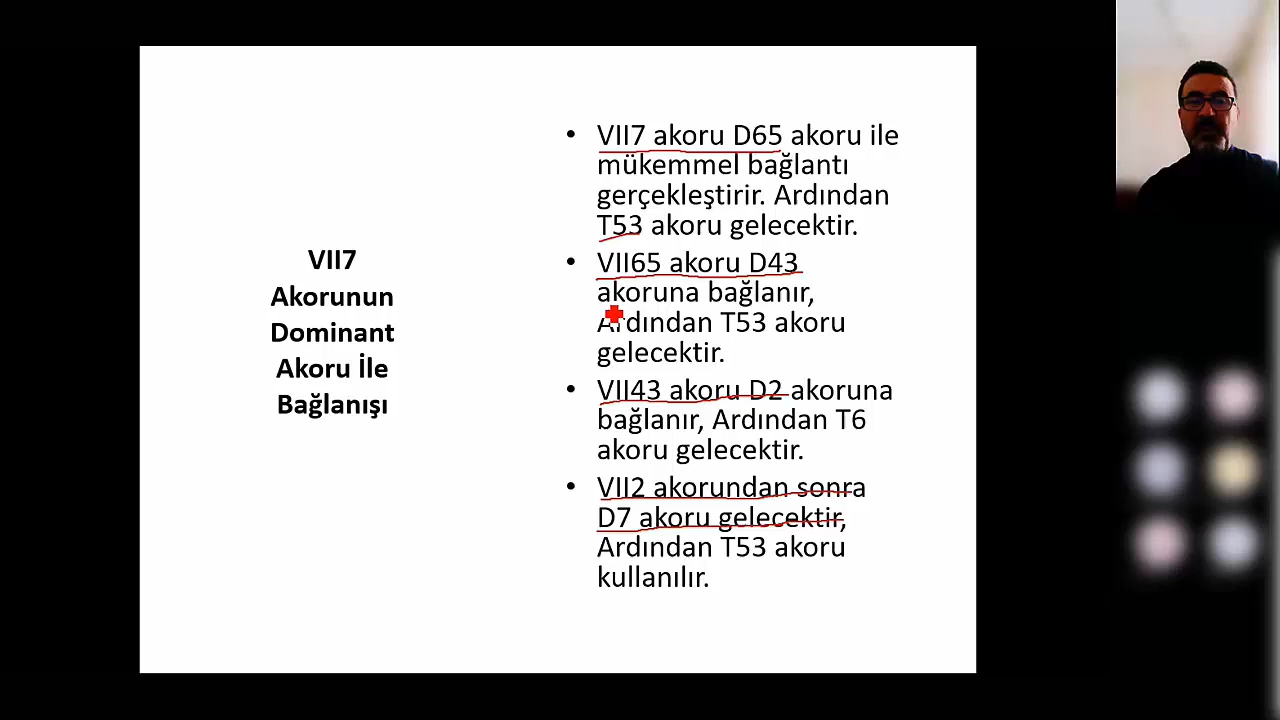 VII7
Akorunun
Dominant
Akoru İle
Bağlanışı
• VII7 akoru D65 akoru ile
mükemmel bağlantı
gerçekleştirir. Ardından
T53 akoru gelecektir.
• VII65 akoru D43
akoruna bağlanır,
Ardından T53 akoru
gelecektir.
• VII43 akoru D2 akoruna
bağlanır, Ardından T6
akoru gelecektir.
• VII2 akorundan sonra
D7 akoru gelecektir,
Ardından T53 akoru
kullanılır.